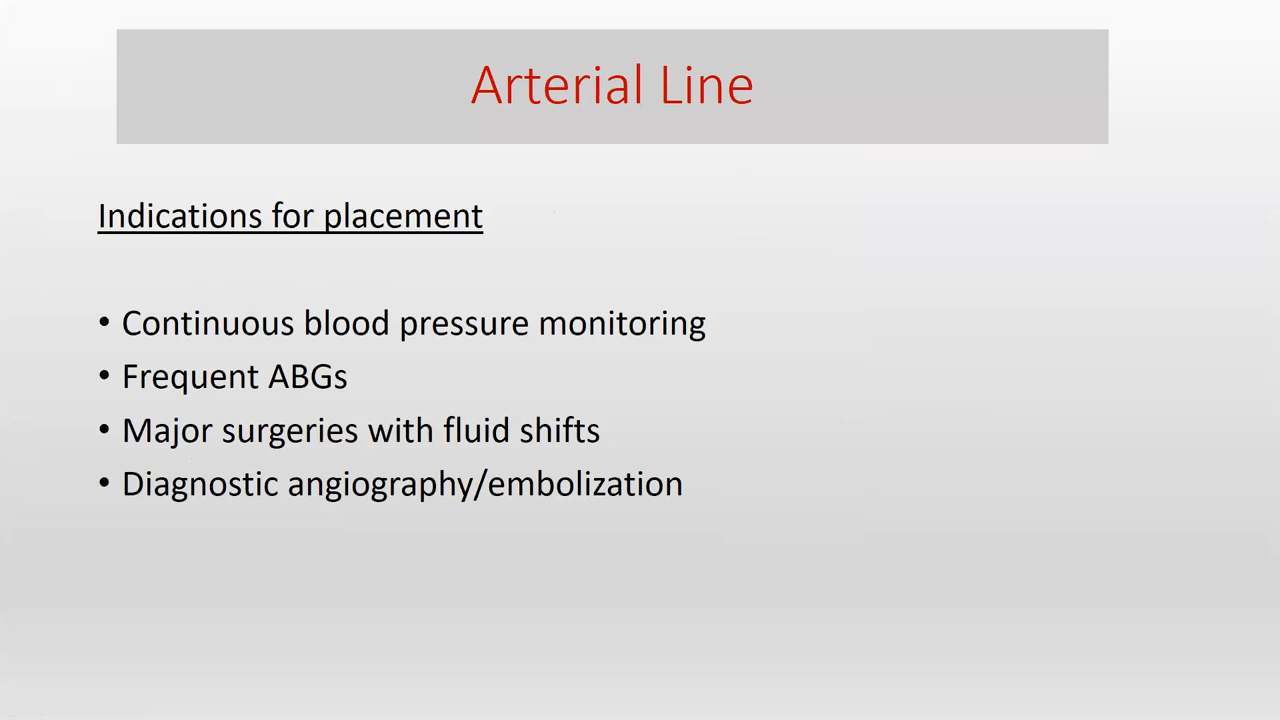 Arterial Line
Indications for placement
• Continuous blood pressure monitoring
• Frequent ABGs
• Major surgeries with fluid shifts
• Diagnostic angiography/embolization